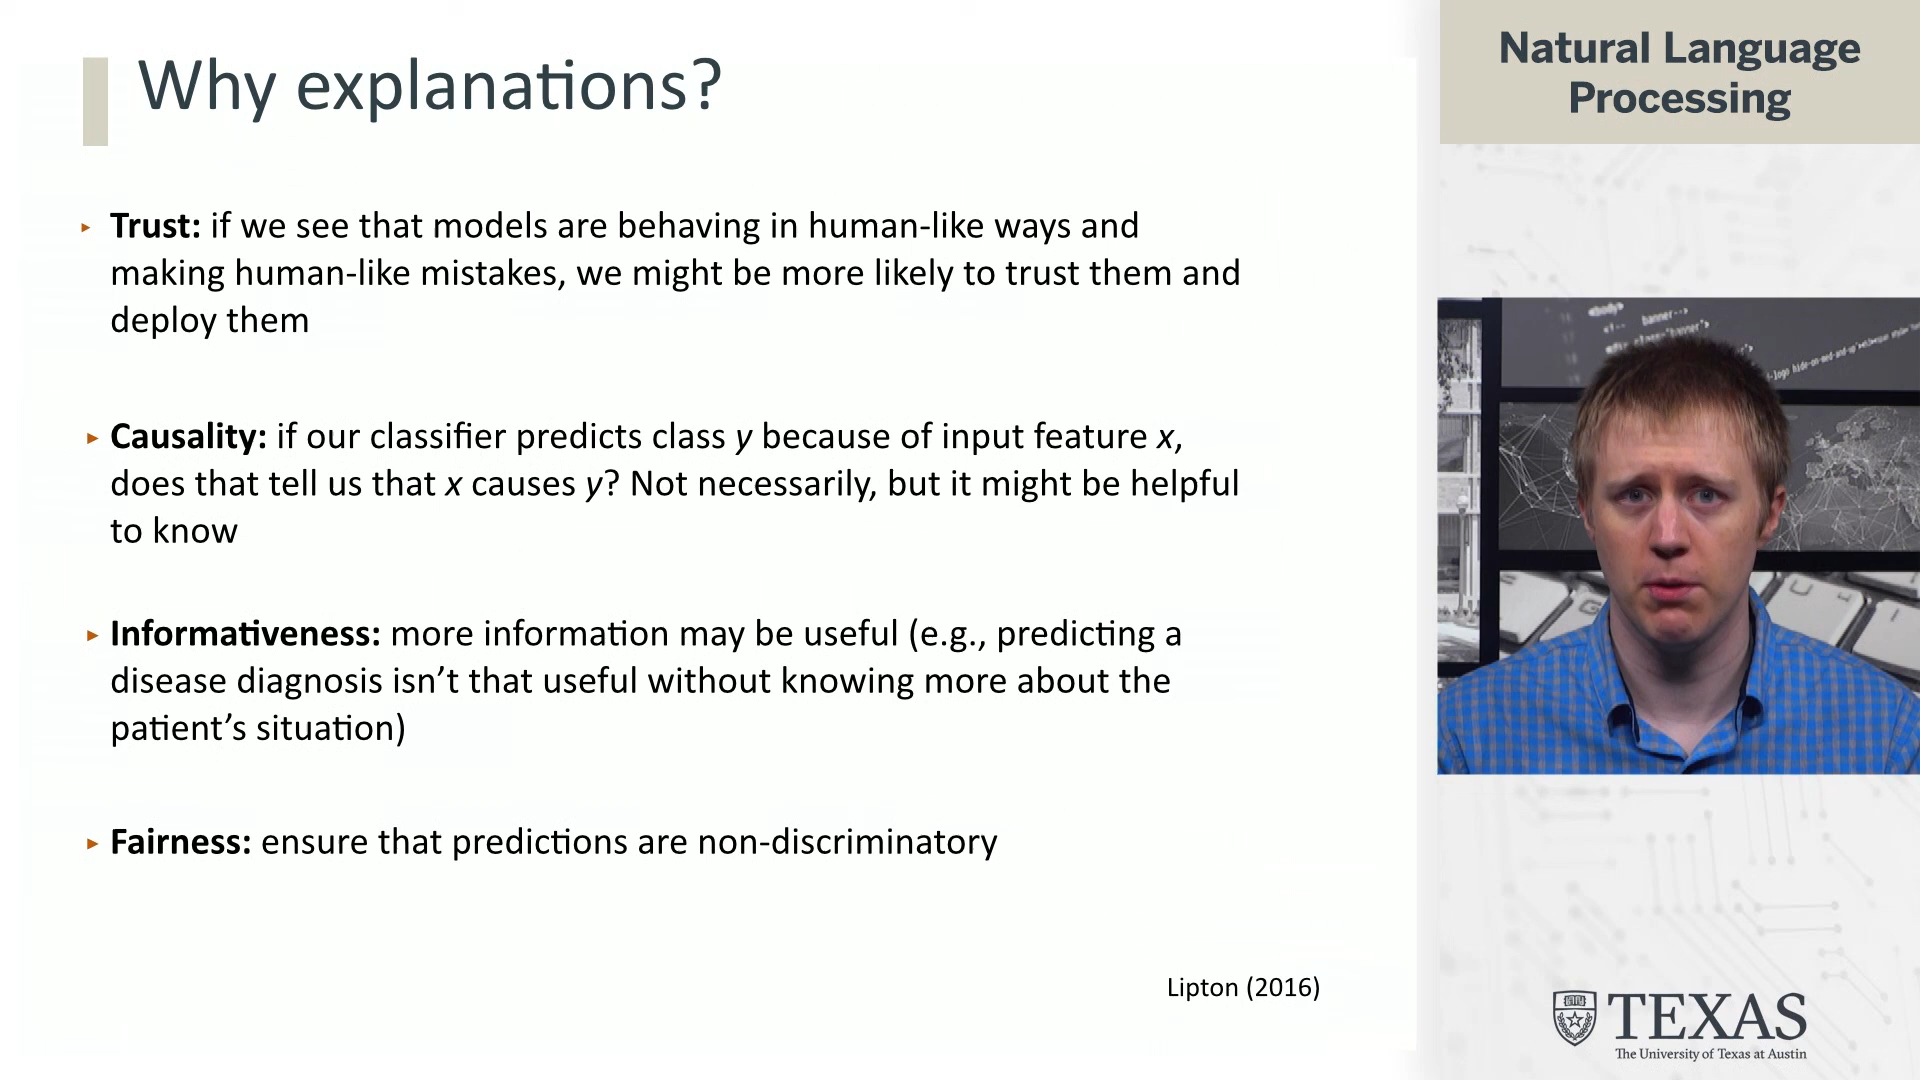 Why explanations?
Natural Language
Processing
▸ Trust: if we see that models are behaving in human-like ways and
making human-like mistakes, we might be more likely to trust them and
deploy them
▸ Causality: if our classifier predicts class y because of input feature x,
does that tell us that x causes y? Not necessarily, but it might be helpful
to know
▸ Informativeness: more information may be useful (e.g., predicting a
disease diagnosis isn’t that useful without knowing more about the
patient’s situation)
▸ Fairness: ensure that predictions are non-discriminatory
Lipton (2016)
<body>
banner-->
TEXAS
The University of Texas at Austin